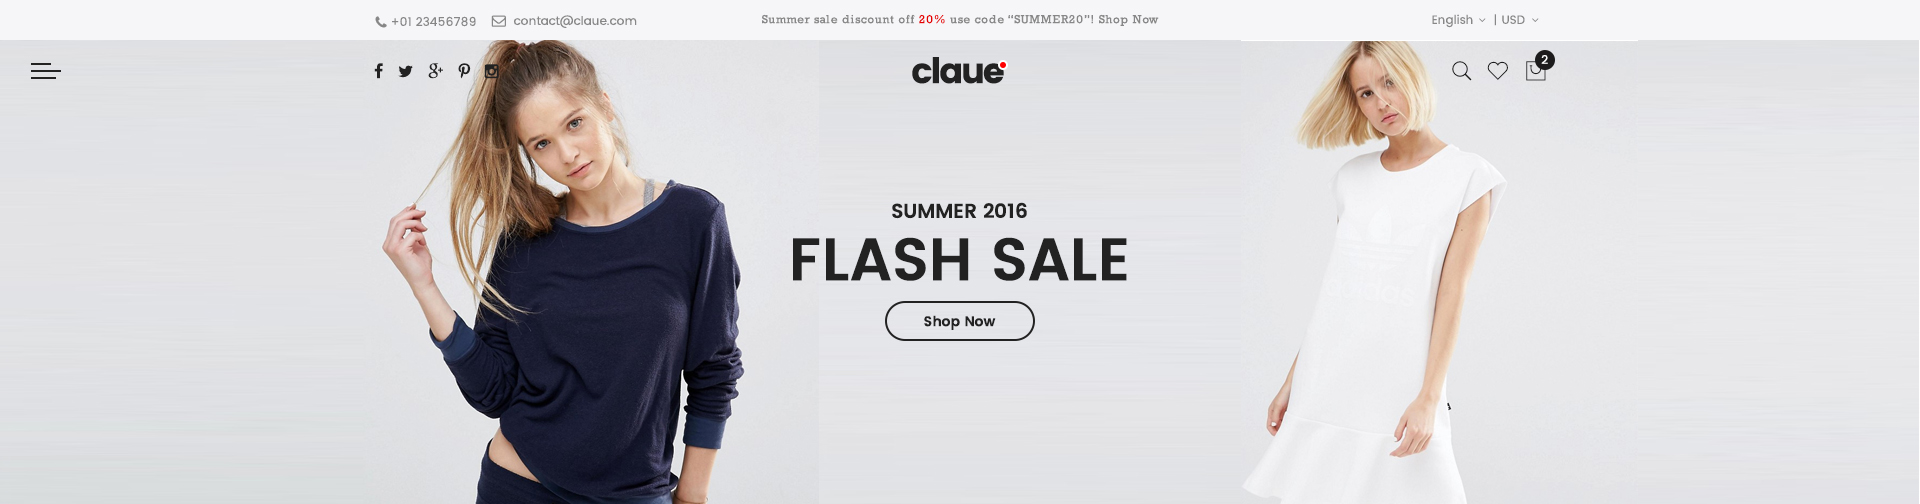 +01 23456789 contact@claue.com Summer sale discount off 20% use code “SUMMER20”! Shop Now English | USD
claue 2
SUMMER 2016
FLASH SALE
Shop Now
adidas